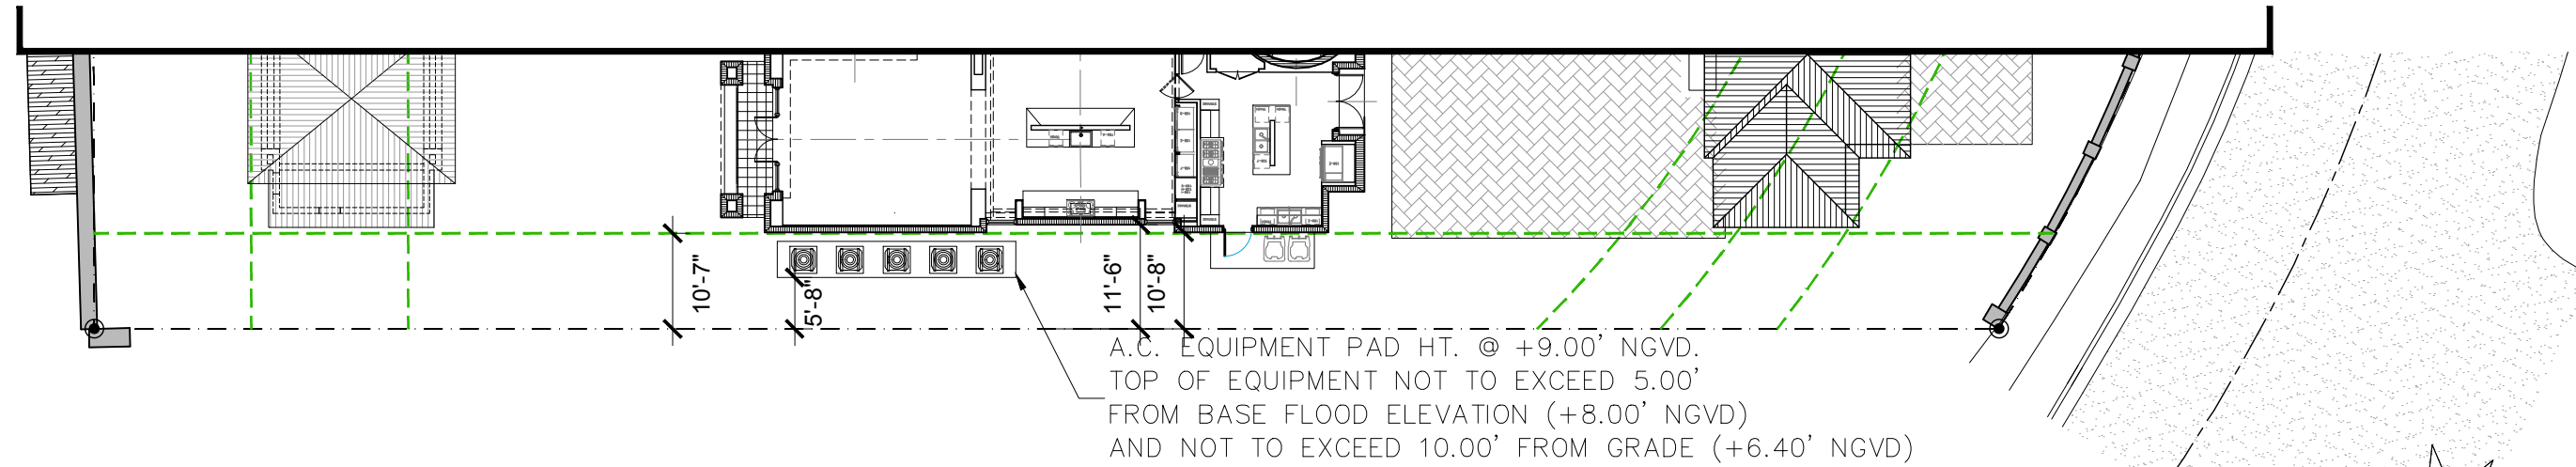 10'-7"
5'-8"
11'-6"
10'-8"
A.C. EQUIPMENT PAD HT. @ +9.00' NGVD.
TOP OF EQUIPMENT NOT TO EXCEED 5.00'
FROM BASE FLOOD ELEVATION (+8.00' NGVD)
AND NOT TO EXCEED 10.00' FROM GRADE (+6.40' NGVD)